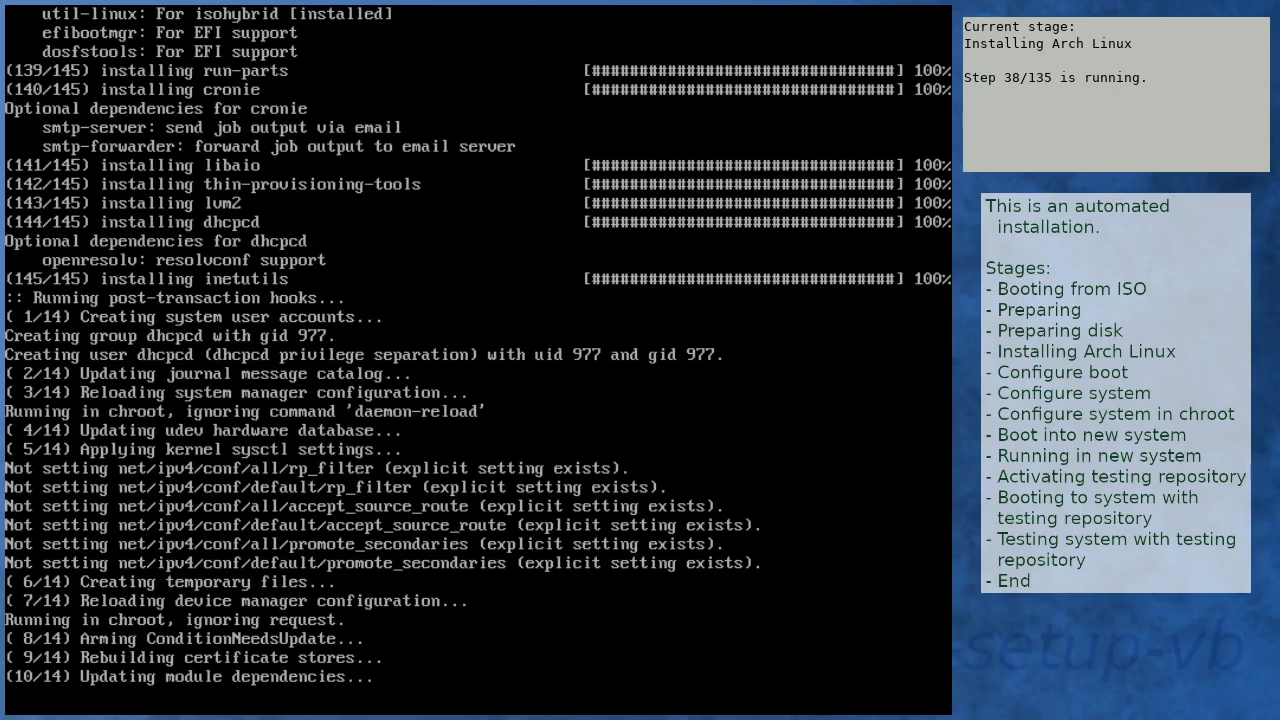 util-linux: For isohybrid [installed]
efibootmgr: For EFI support
dosfstools: For EFI support
(139/145) installing run-parts [################################] 100%
(140/145) installing cronie [################################] 100%
Optional dependencies for cronie
smtp-server: send job output via email
smtp-forwarder: forward job output to email server
(141/145) installing libaio [################################] 100%
(142/145) installing thin-provisioning-tools [################################] 100%
(143/145) installing lvm2 [################################] 100%
(144/145) installing dhcpcd [################################] 100%
Optional dependencies for dhcpcd
openresolv: resolvconf support
(145/145) installing inetutils [################################] 100%
:: Running post-transaction hooks...
( 1/14) Creating system user accounts...
Creating group dhcpcd with gid 977.
Creating user dhcpcd (dhcpcd privilege separation) with uid 977 and gid 977.
( 2/14) Updating journal message catalog...
( 3/14) Reloading system manager configuration...
Running in chroot, ignoring command 'daemon-reload'
( 4/14) Updating udev hardware database...
( 5/14) Applying kernel sysctl settings...
Not setting net/ipv4/conf/all/rp_filter (explicit setting exists).
Not setting net/ipv4/conf/default/rp_filter (explicit setting exists).
Not setting net/ipv4/conf/all/accept_source_route (explicit setting exists).
Not setting net/ipv4/conf/default/accept_source_route (explicit setting exists).
Not setting net/ipv4/conf/all/promote_secondaries (explicit setting exists).
Not setting net/ipv4/conf/default/promote_secondaries (explicit setting exists).
( 6/14) Creating temporary files...
( 7/14) Reloading device manager configuration...
Running in chroot, ignoring request.
( 8/14) Arming ConditionNeedsUpdate...
( 9/14) Rebuilding certificate stores...
(10/14) Updating module dependencies...
Current stage:
Installing Arch Linux
Step 38/135 is running.
This is an automated
installation.
Stages:
- Booting from ISO
- Preparing
- Preparing disk
- Installing Arch Linux
- Configure boot
- Configure system
- Configure system in chroot
- Boot into new system
- Running in new system
- Activating testing repository
- Booting to system with
testing repository
- Testing system with testing
repository
- End
-setup-vb